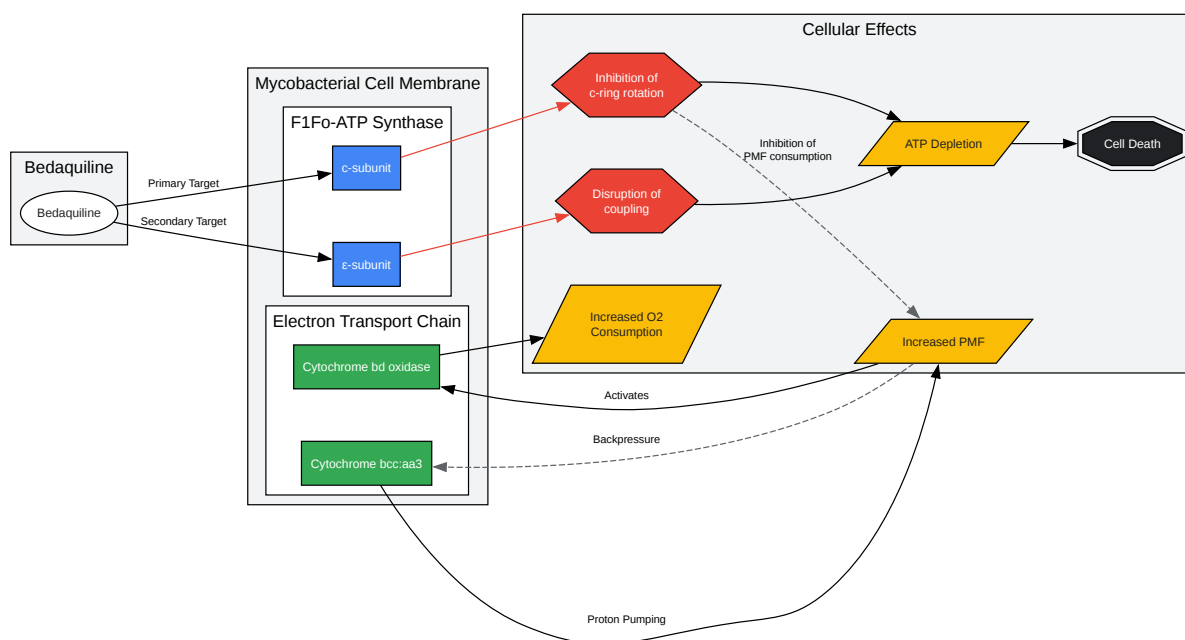 Cellular Effects
Mycobacterial Cell Membrane
F1Fo-ATP Synthase
Bedaquiline
Bedaquiline
Primary Target
Secondary Target
c-subunit
ε-subunit
Inhibition of
c-ring rotation
Disruption of
coupling
Inhibition of
PMF consumption
ATP Depletion
Cell Death
Electron Transport Chain
Cytochrome bd oxidase
Cytochrome bcc:aa3
Increased O2
Consumption
Increased PMF
Activates
Backpressure
Proton Pumping